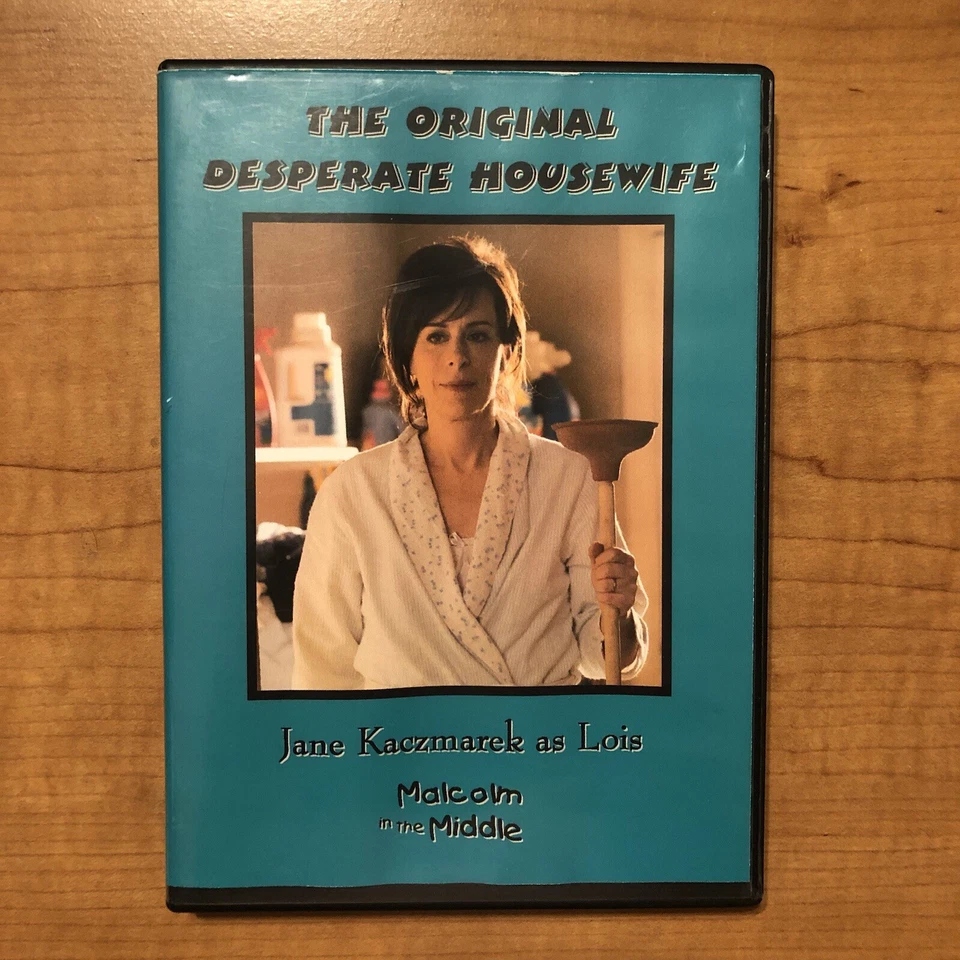 THE ORIGINAL
DESPERATE HOUSEWIFE
Jane Kaczmarek as Lois
Malcolm
in the Middle